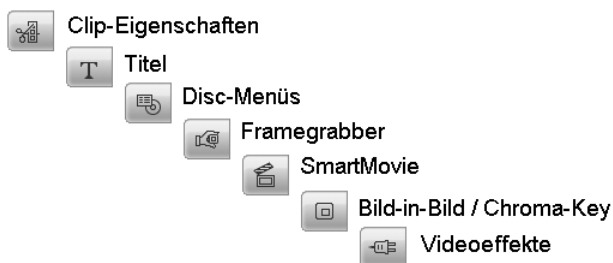 Clip-Eigenschaften
T Titel
Disc-Menüs
Framegrabber
SmartMovie
Bild-in-Bild / Chroma-Key
Videoeffekte